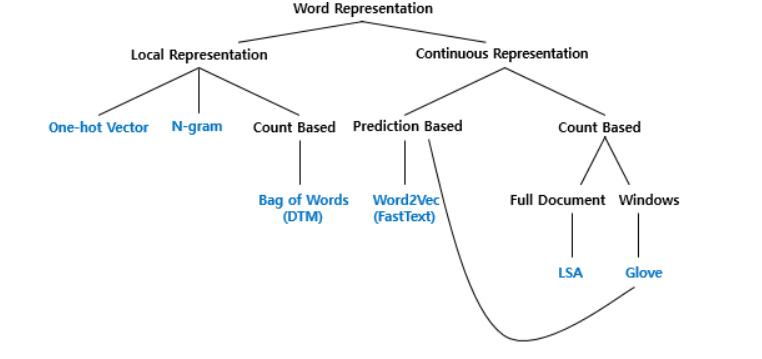 Word Representation
Local Representation
Continuous Representation
One-hot Vector
N-gram
Count Based
Prediction Based
Count Based
Bag of Words
(DTM)
Word2Vec
(FastText)
Full Document
Windows
LSA
Glove